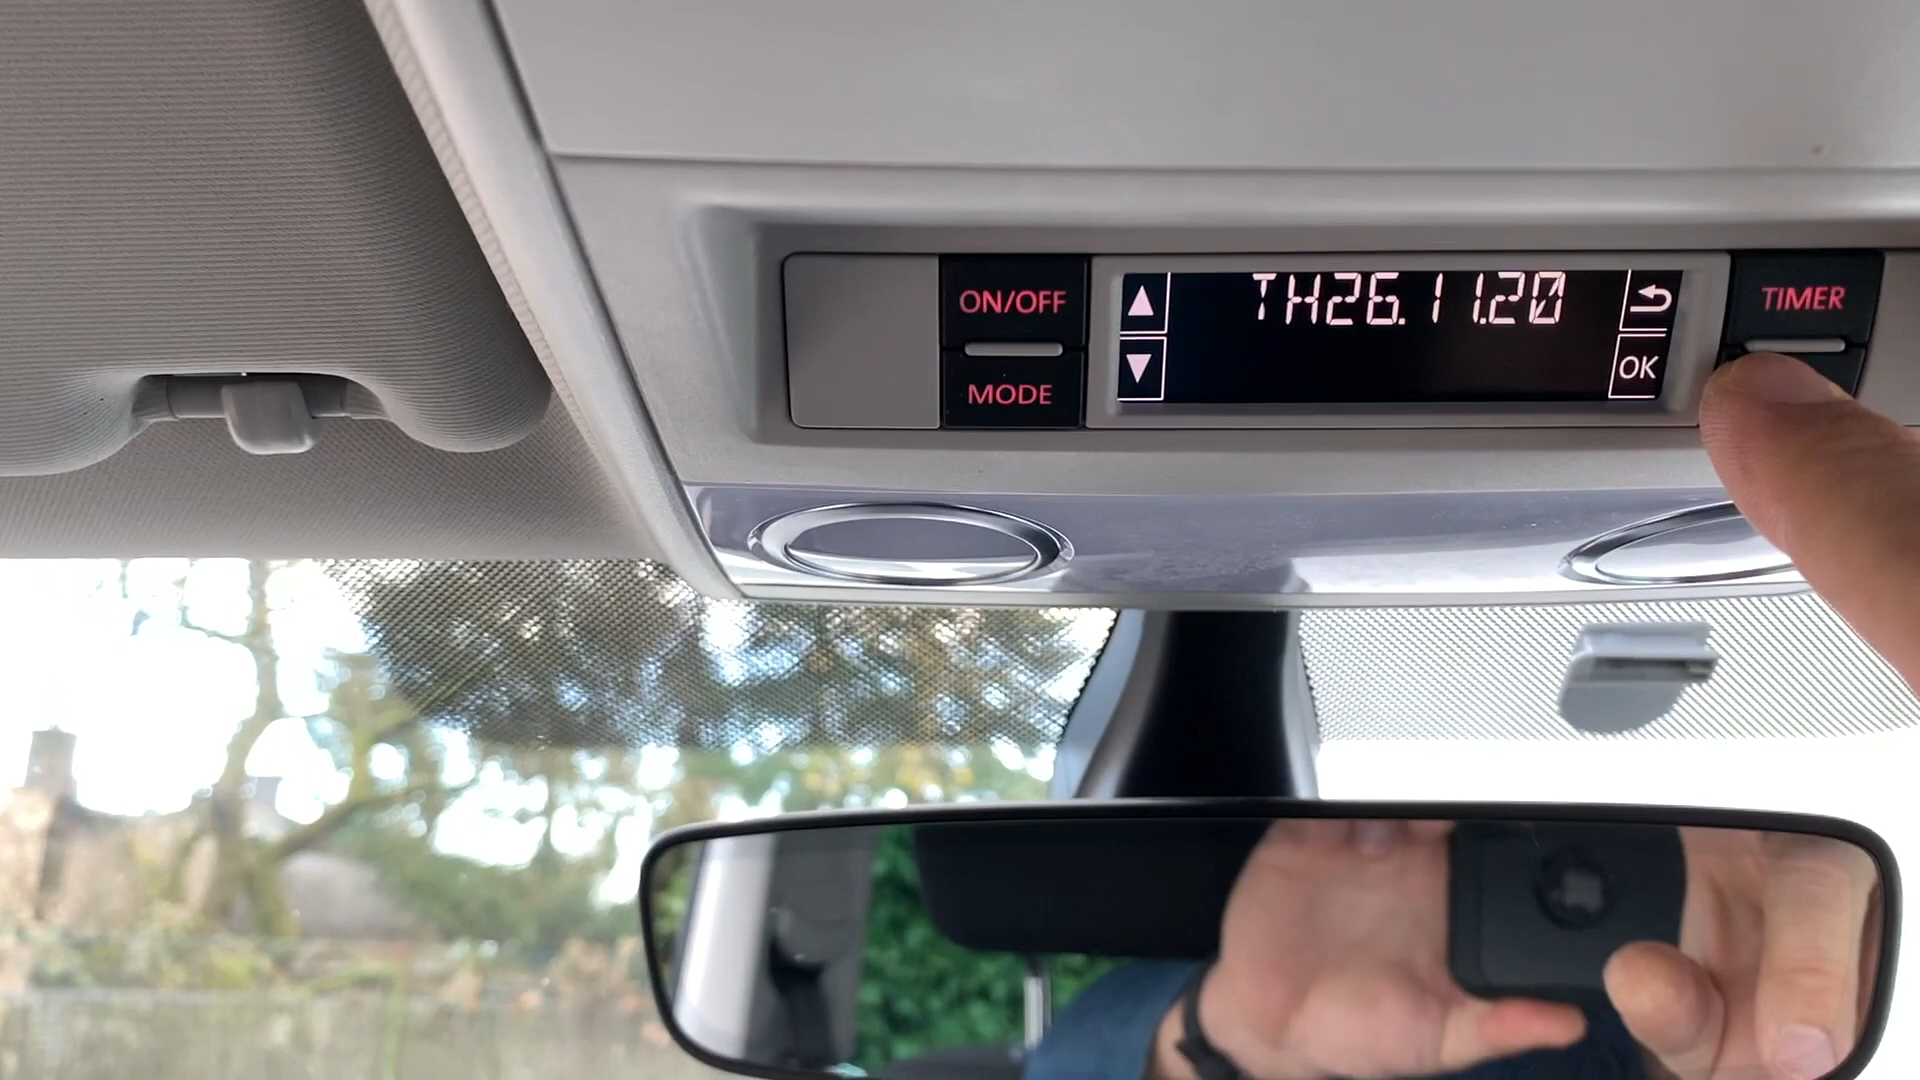 ON/OFF
MODE
▲
▼
TH26.11.20
OK
TIMER